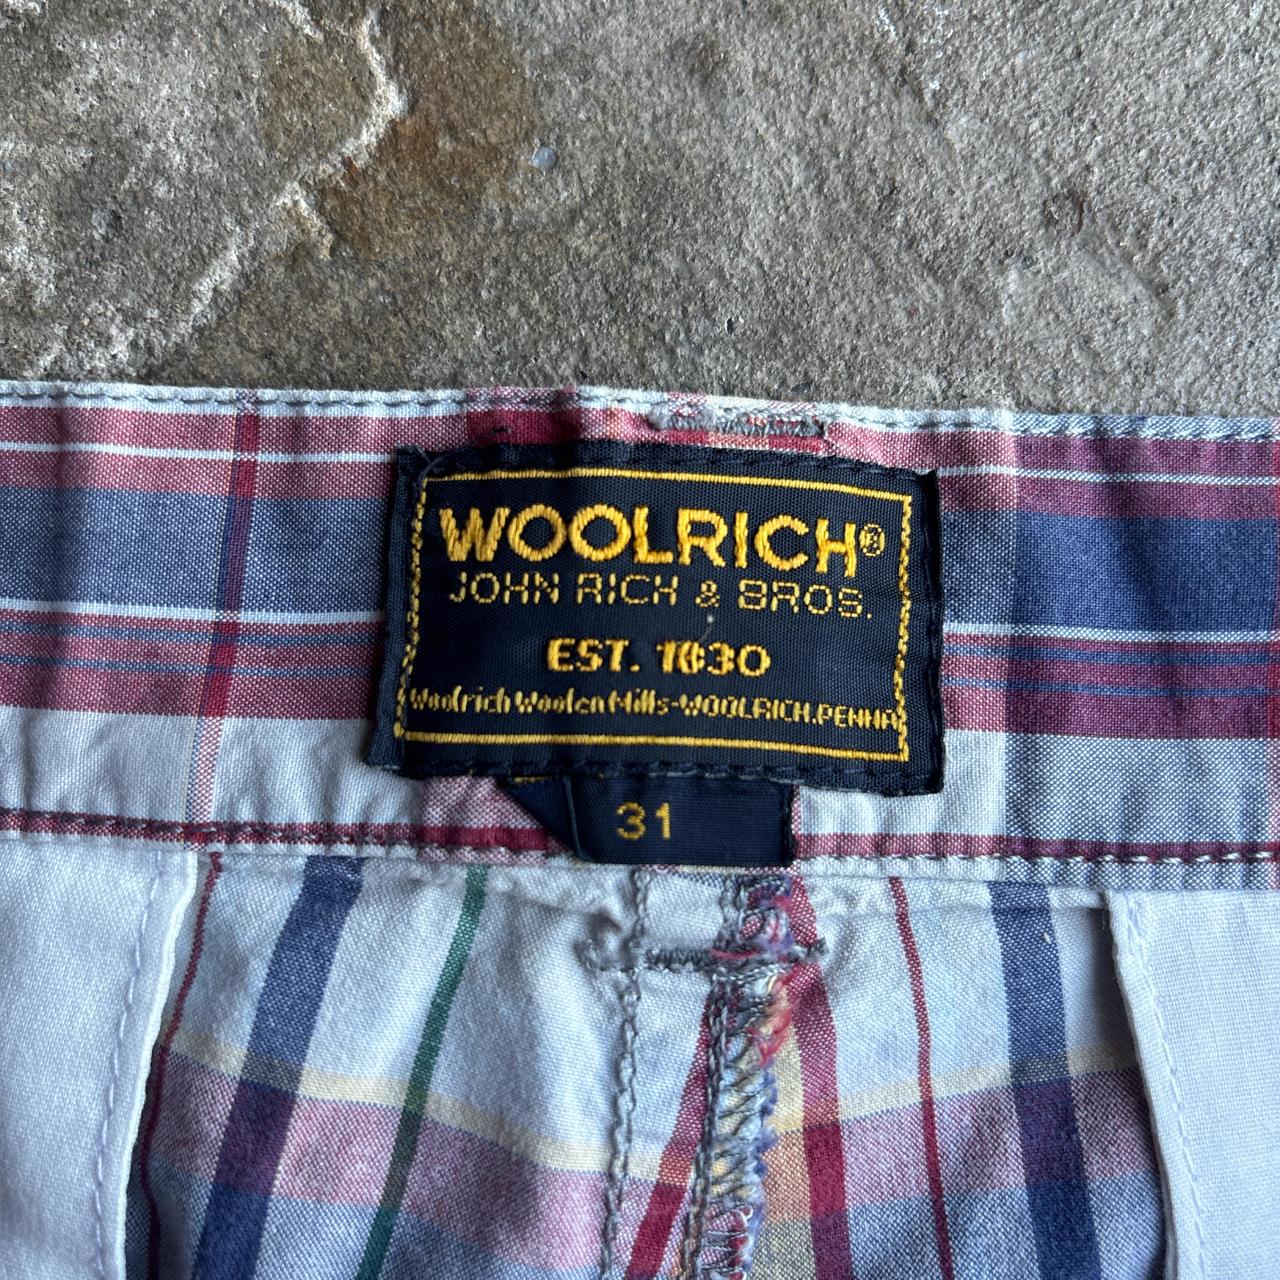 WOOLRICH®
JOHN RICH & BROS.
EST. 1830
Woolrich Woolen Mills-WOOLRICH.PENNA
31